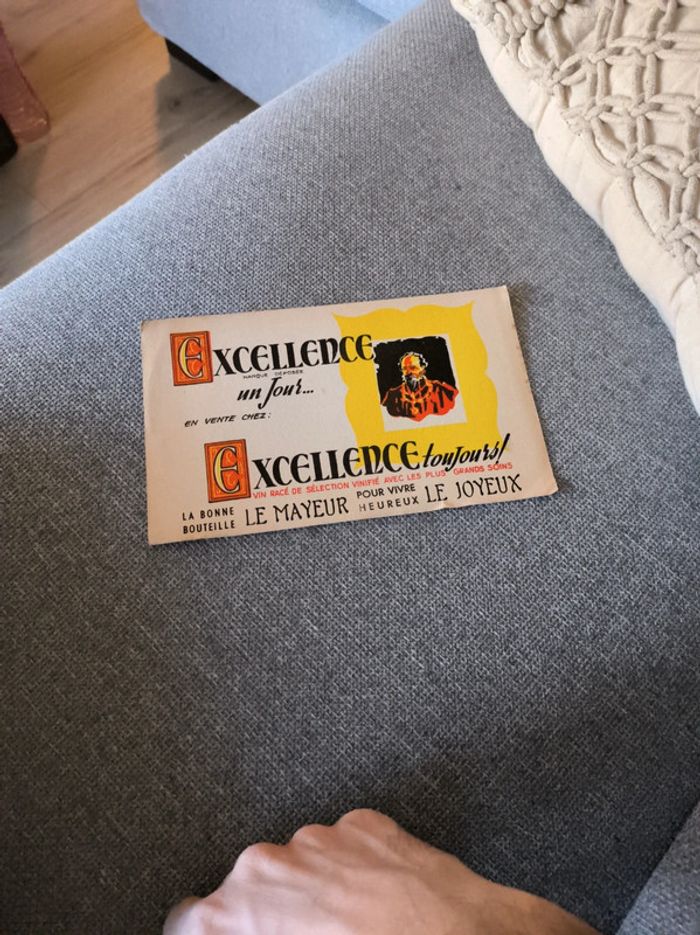 EXCELLENCE
MARQUE DÉPOSÉE
un Jour...
EN VENTE CHEZ:
EXCELLENCE toujours!
VIN RACÉ DE SÉLECTION VINIFIÉ AVEC LES PLUS GRANDS SOINS
LA BONNE BOUTEILLE LE MAYEUR POUR VIVRE HEUREUX LE JOYEUX